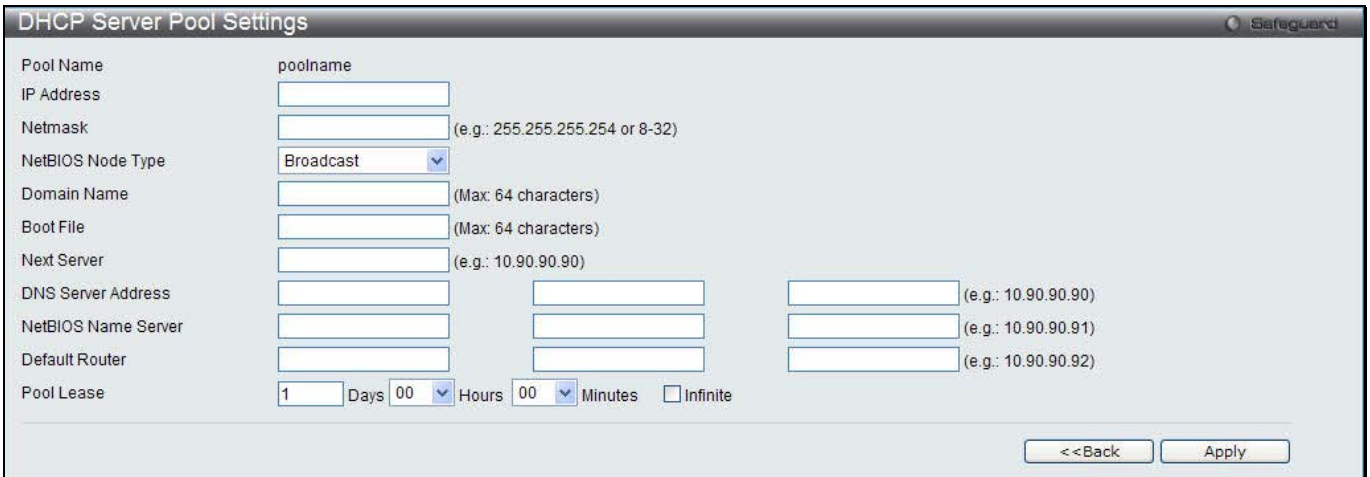 DHCP Server Pool Settings
Safeguard
Pool Name poolname
IP Address
Netmask (e.g.: 255.255.255.254 or 8-32)
NetBIOS Node Type Broadcast
Domain Name (Max: 64 characters)
Boot File (Max: 64 characters)
Next Server (e.g.: 10.90.90.90)
DNS Server Address (e.g.: 10.90.90.90)
NetBIOS Name Server (e.g.: 10.90.90.91)
Default Router (e.g.: 10.90.90.92)
Pool Lease 1 Days 00 Hours 00 Minutes Infinite
<<Back Apply